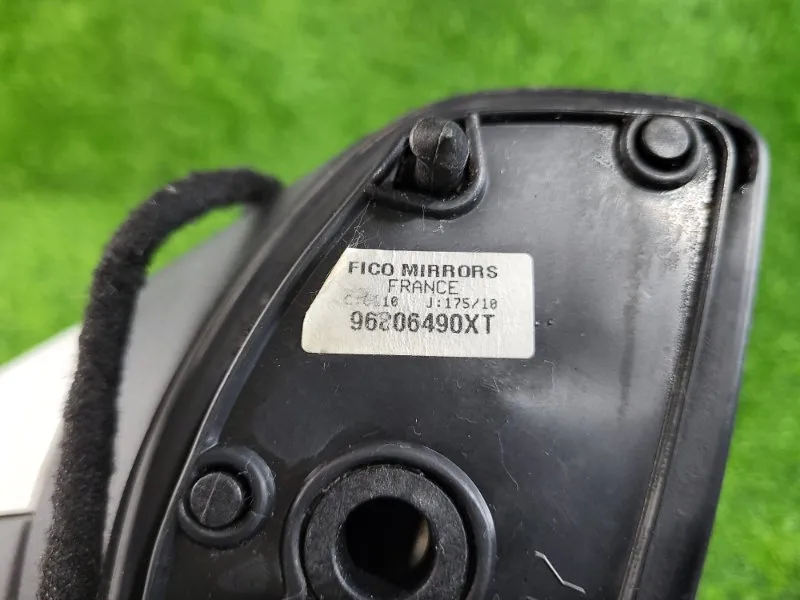 FICO MIRRORS
FRANCE
J:175/10
96206490XT